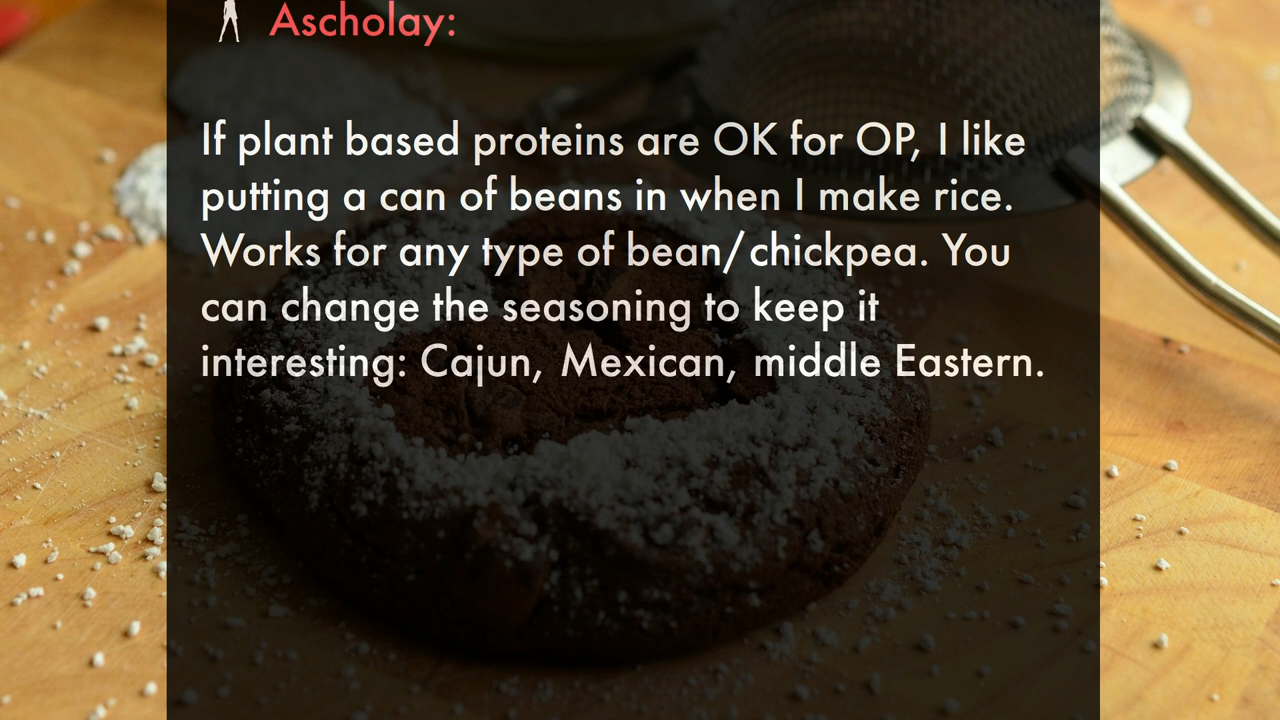 Ascholay:
If plant based proteins are OK for OP, I like
putting a can of beans in when I make rice.
Works for any type of bean/chickpea. You
can change the seasoning to keep it
interesting: Cajun, Mexican, middle Eastern.